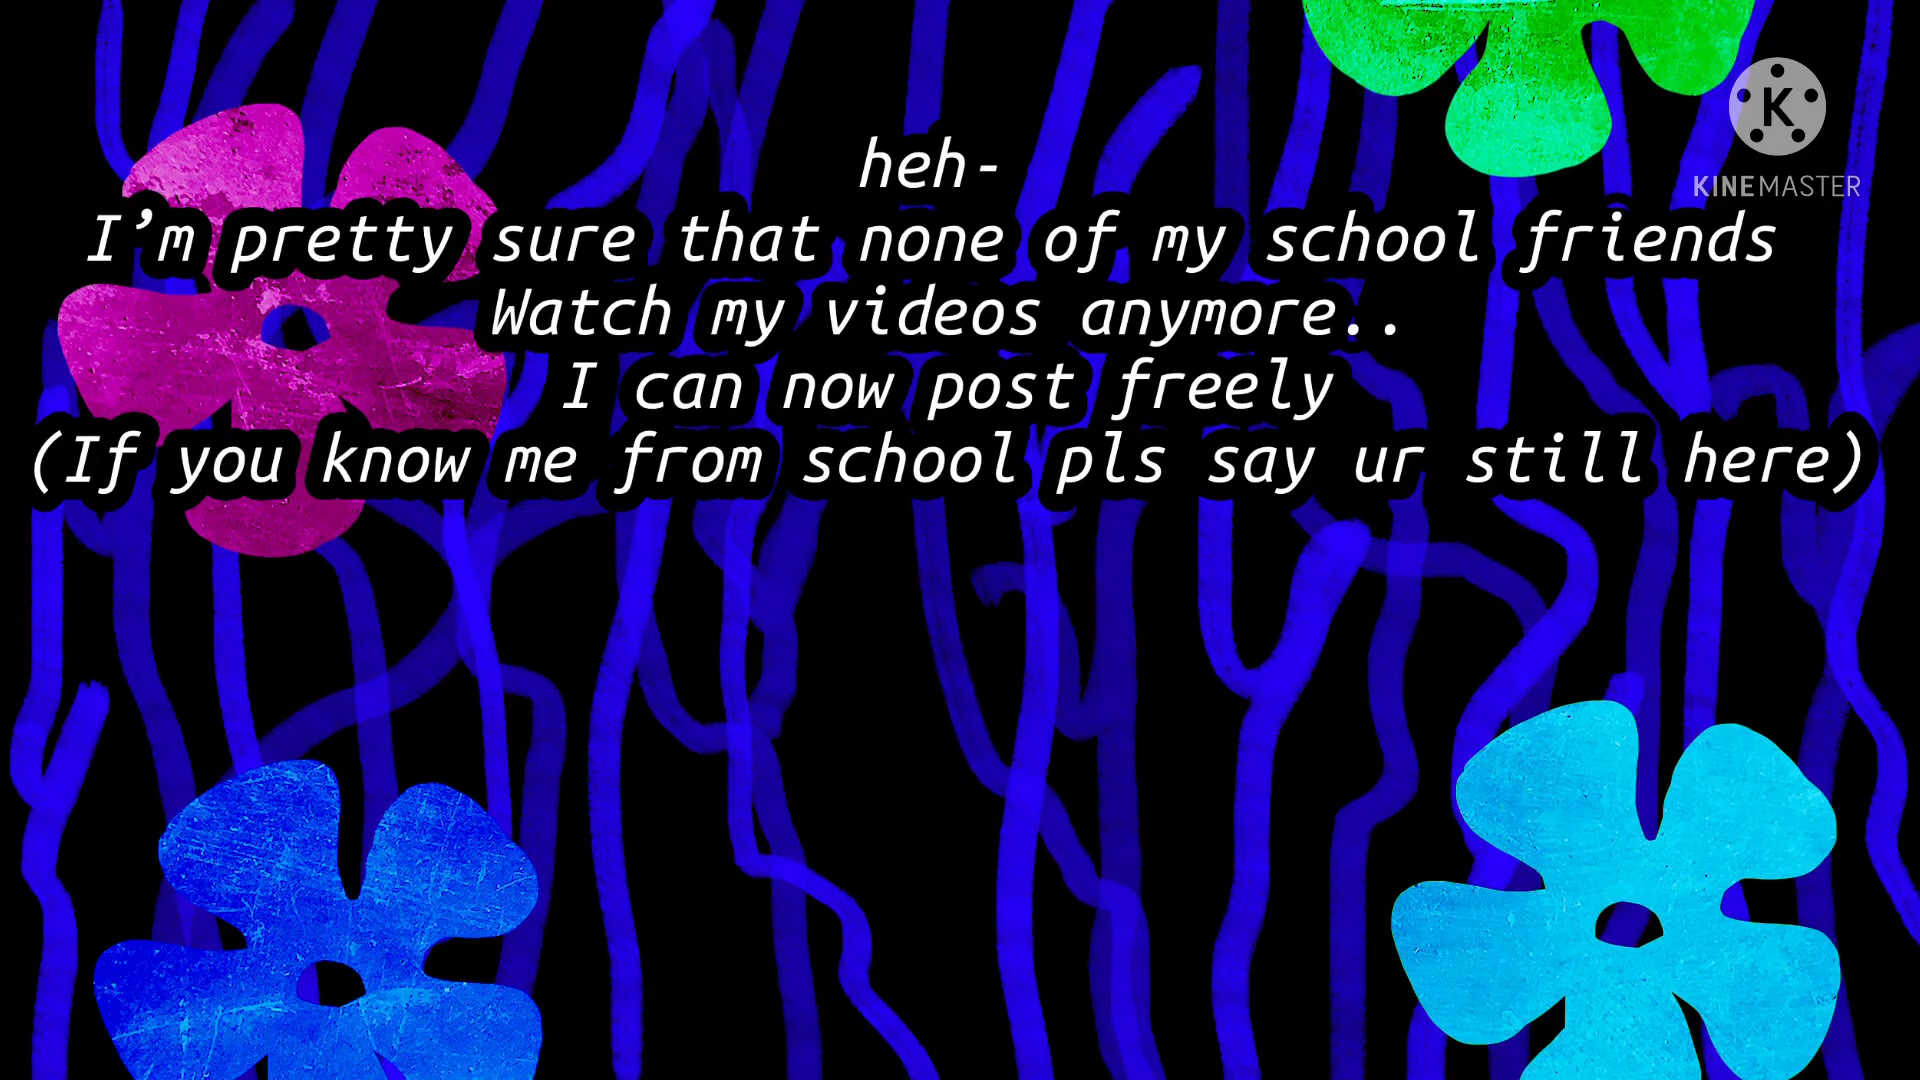 K
KINEMASTER
heh-
I'm pretty sure that none of my school friends
Watch my videos anymore..
I can now post freely
(If you know me from school pls say ur still here)